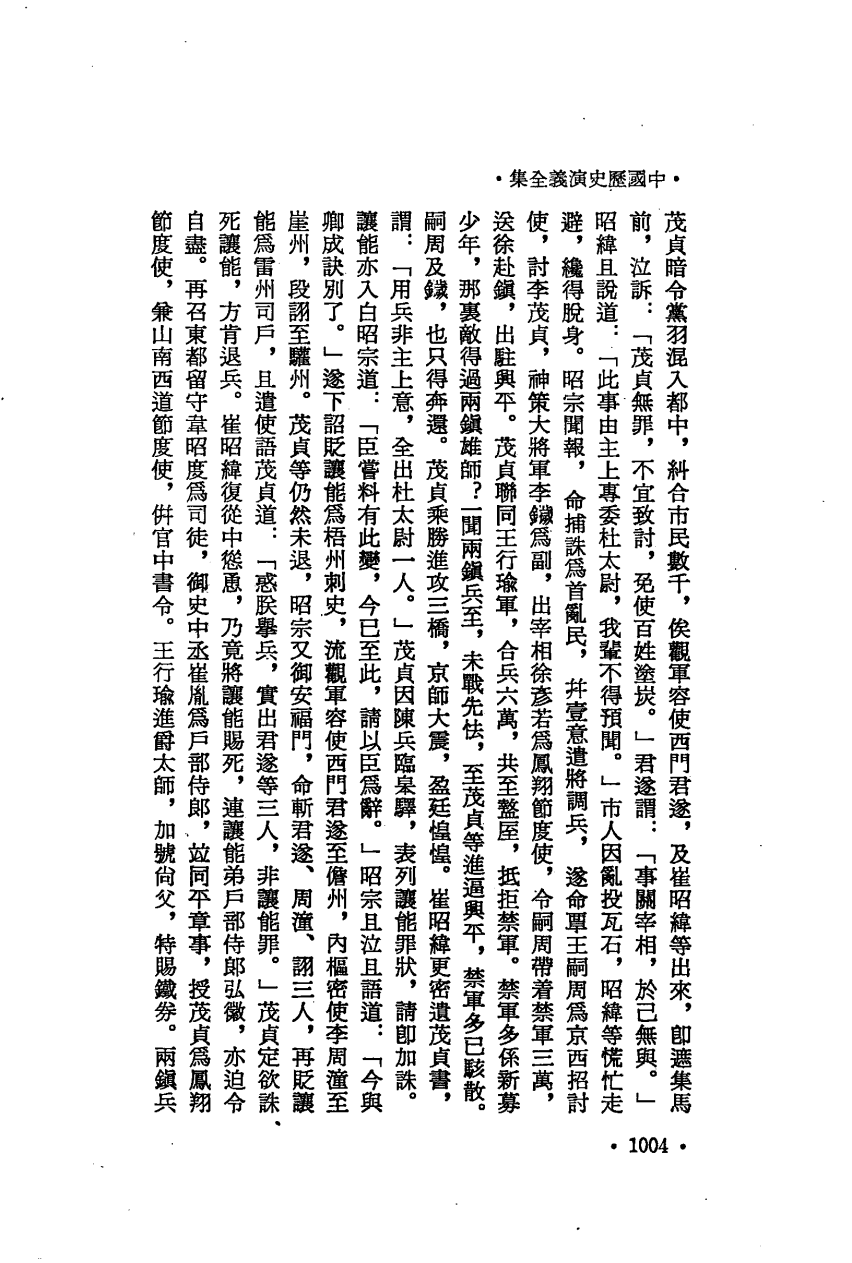 ・中國歷史演義全集・
茂貞暗令黨羽混入都中，糾合市民數千，俟觀軍容使西門君遂，及崔昭緯等出來，卽遮集馬
前，泣訴：「茂貞無罪，不宜致討，免使百姓塗炭。」君遂謂：「事關宰相，於己無與。」
昭緯且說道：「此事由主上專委杜太尉，我輩不得預聞。」市人因亂投瓦石，昭緯等慌忙走
避，纔得脫身。昭宗聞報，命捕誅爲首亂民，幷壹意遣將調兵，遂命覃王嗣周爲京西招討
使，討李茂貞，神策大將軍李鐬爲副，出宰相徐彥若爲鳳翔節度使，令嗣周帶着禁軍三萬，
送徐赴鎭，出駐興平。茂貞聯同王行瑜軍，合兵六萬，共至盩厔，抵拒禁軍。禁軍多係新募
少年，那裏敵得過兩鎭雄師？一聞兩鎭兵至，未戰先怯，至茂貞等進逼興平，禁軍多已駭散。
嗣周及鐬，也只得奔還。茂貞乘勝進攻三橋，京師大震，盈廷惶惶。崔昭緯更密遺茂貞書，
謂：「用兵非主上意，全出杜太尉一人。」茂貞因陳兵臨臯驛，表列讓能罪狀，請卽加誅。
讓能亦入白昭宗道：「臣嘗料有此變，今已至此，請以臣爲辭。」昭宗且泣且語道：「今與
卿成訣別了。」遂下詔貶讓能爲梧州刺史，流觀軍容使西門君遂至儋州，內樞密使李周潼至
崖州，段詡至驩州。茂貞等仍然未退，昭宗又御安福門，命斬君遂、周潼、詡三人，再貶讓
能爲雷州司戶，且遣使語茂貞道：「惑朕擧兵，實出君遂等三人，非讓能罪。」茂貞定欲誅
死讓能，方肯退兵。崔昭緯復從中慫恿，乃竟將讓能賜死，連讓能弟戶部侍郎弘徽，亦迫令
自盡。再召東都留守韋昭度爲司徒，御史中丞崔胤爲戶部侍郎，竝同平章事，授茂貞爲鳳翔
節度使，兼山南西道節度使，倂官中書令。王行瑜進爵太師，加號尙父，特賜鐵券。兩鎭兵
・1004・